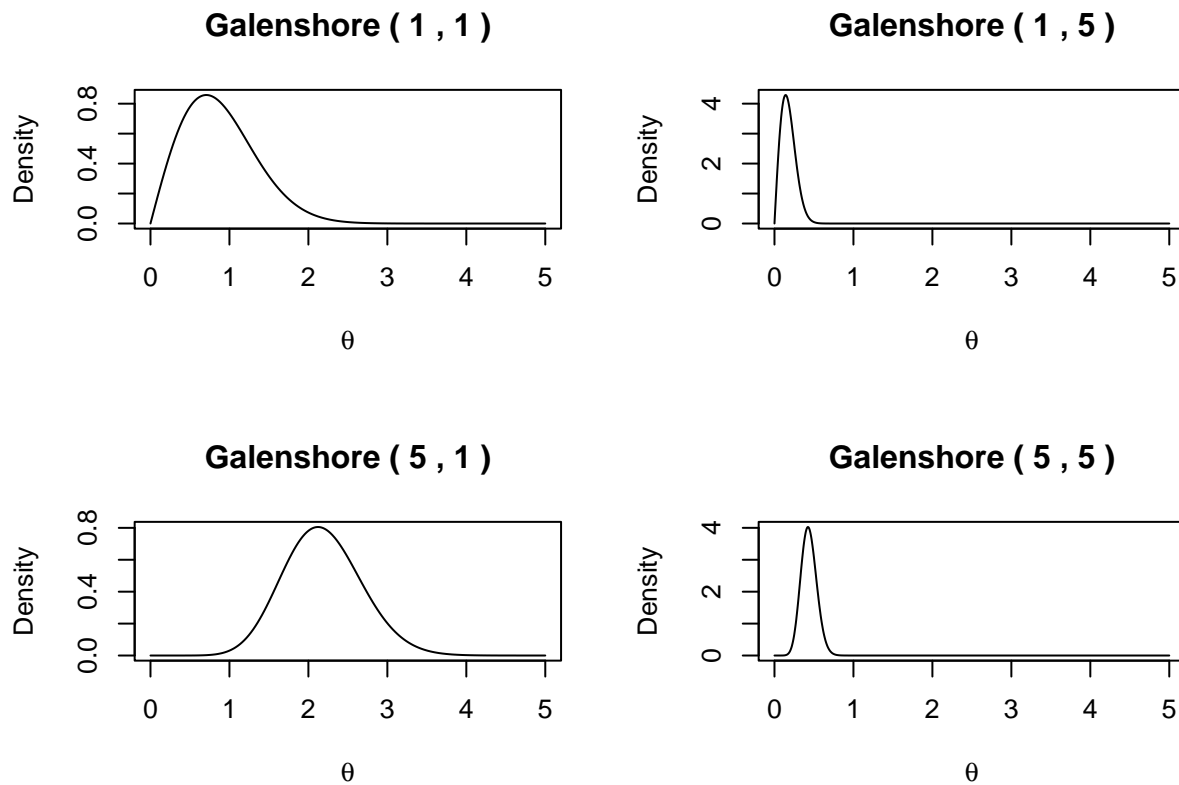 Galenshore ( 1 , 1 )
Density
0.0 0.4 0.8
0 1 2 3 4 5
θ
Galenshore ( 1 , 5 )
Density
0 2 4
0 1 2 3 4 5
θ
Galenshore ( 5 , 1 )
Density
0.0 0.4 0.8
0 1 2 3 4 5
θ
Galenshore ( 5 , 5 )
Density
0 2 4
0 1 2 3 4 5
θ